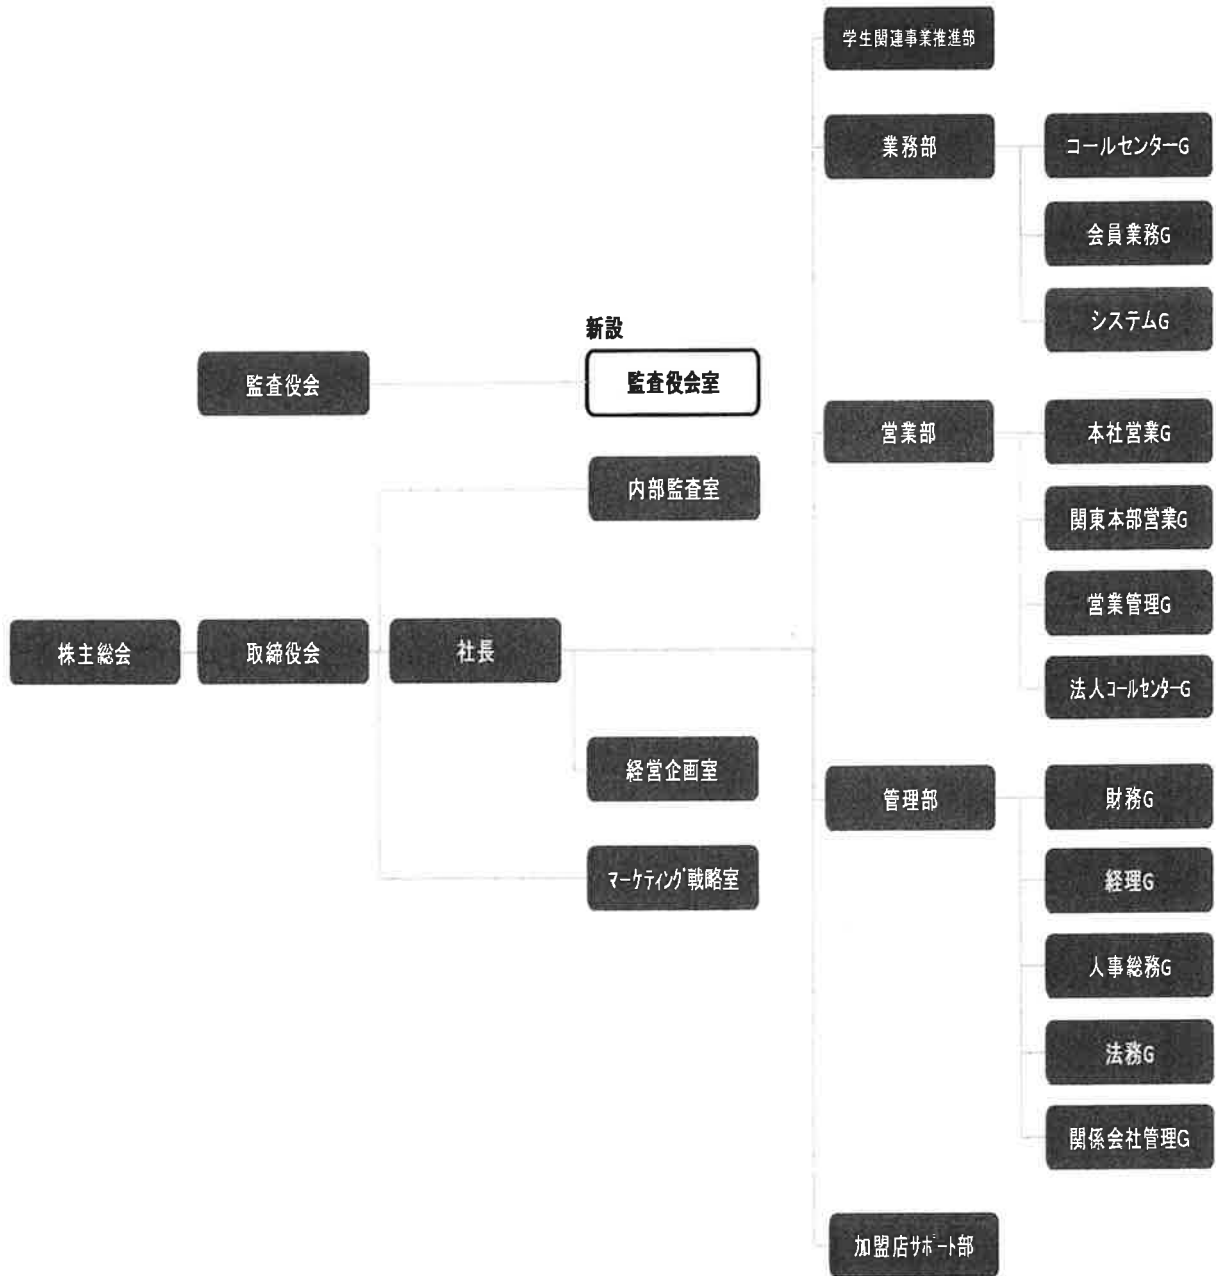 学生関連事業推進部
業務部
コールセンターG
会員業務G
システムG
新設
監査役会
監査役会室
営業部
本社営業G
内部監査室
関東本部営業G
営業管理G
株主総会
取締役会
社長
法人コールセンターG
経営企画室
管理部
財務G
マーケティング戦略室
経理G
人事総務G
法務G
関係会社管理G
加盟店サポート部